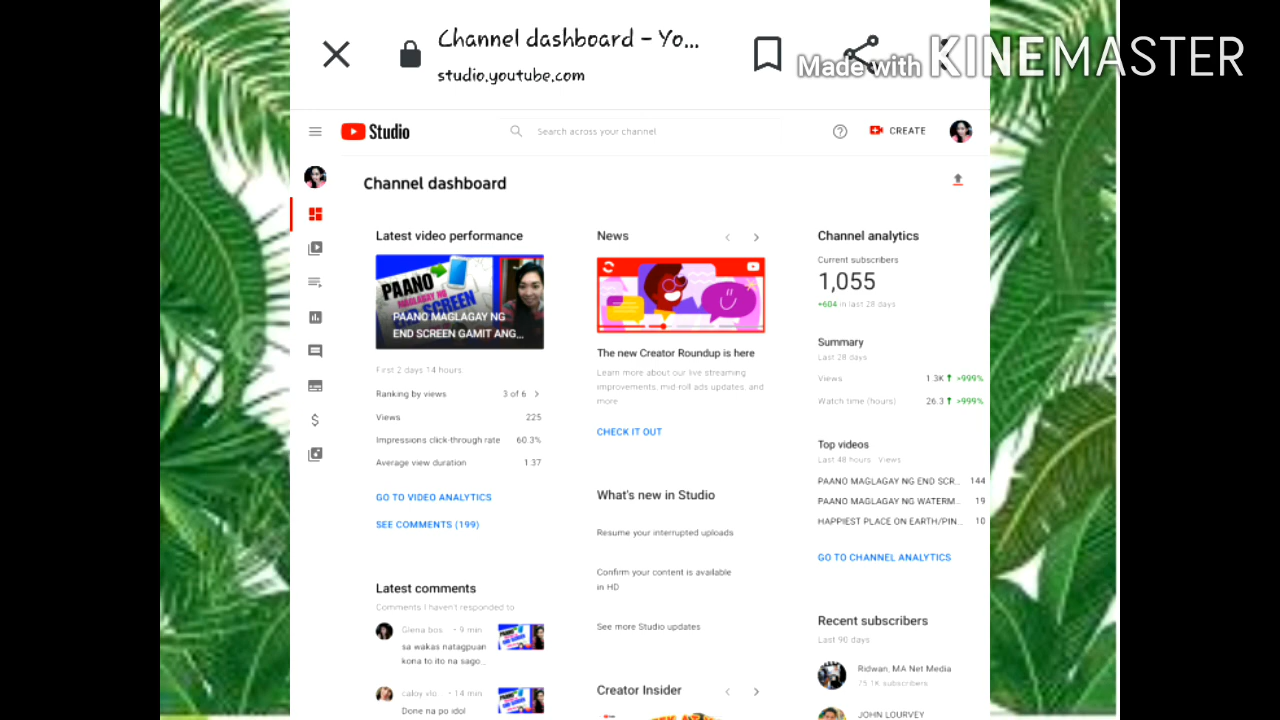 Channel dashboard - Yo...
studio.youtube.com
Made with KINEMASTER
Studio
Search across your channel
CREATE
Channel dashboard
Latest video performance
PAANO
MAGLAGAY NG
END SCREEN
PAANO MAGLAGAY NG
END SCREEN GAMIT ANG...
First 2 days 14 hours
Ranking by views 3 of 6
Views 225
Impressions click-through rate 60.3%
Average view duration 1:37
GO TO VIDEO ANALYTICS
SEE COMMENTS (199)
Latest comments
Comments I haven't responded to
Glena bos • 9 min
sa wakas natagpuan
kona to ito na sago...
caloy vlo • 14 min
Done na po idol
News
The new Creator Roundup is here
Learn more about our live streaming
improvements, mid-roll ads updates, and
more
CHECK IT OUT
What's new in Studio
Resume your interrupted uploads
Confirm your content is available
in HD
See more Studio updates
Creator Insider
Channel analytics
Current subscribers
1,055
+604 in last 28 days
Summary
Last 28 days
Views 1.3K >999%
Watch time (hours) 26.3 >999%
Top videos
Last 48 hours · Views
PAANO MAGLAGAY NG END SCR... 144
PAANO MAGLAGAY NG WATERM... 19
HAPPIEST PLACE ON EARTH/PIN... 10
GO TO CHANNEL ANALYTICS
Recent subscribers
Last 90 days
Ridwan, MA Net Media
75.1K subscribers
JOHN LOURVEY